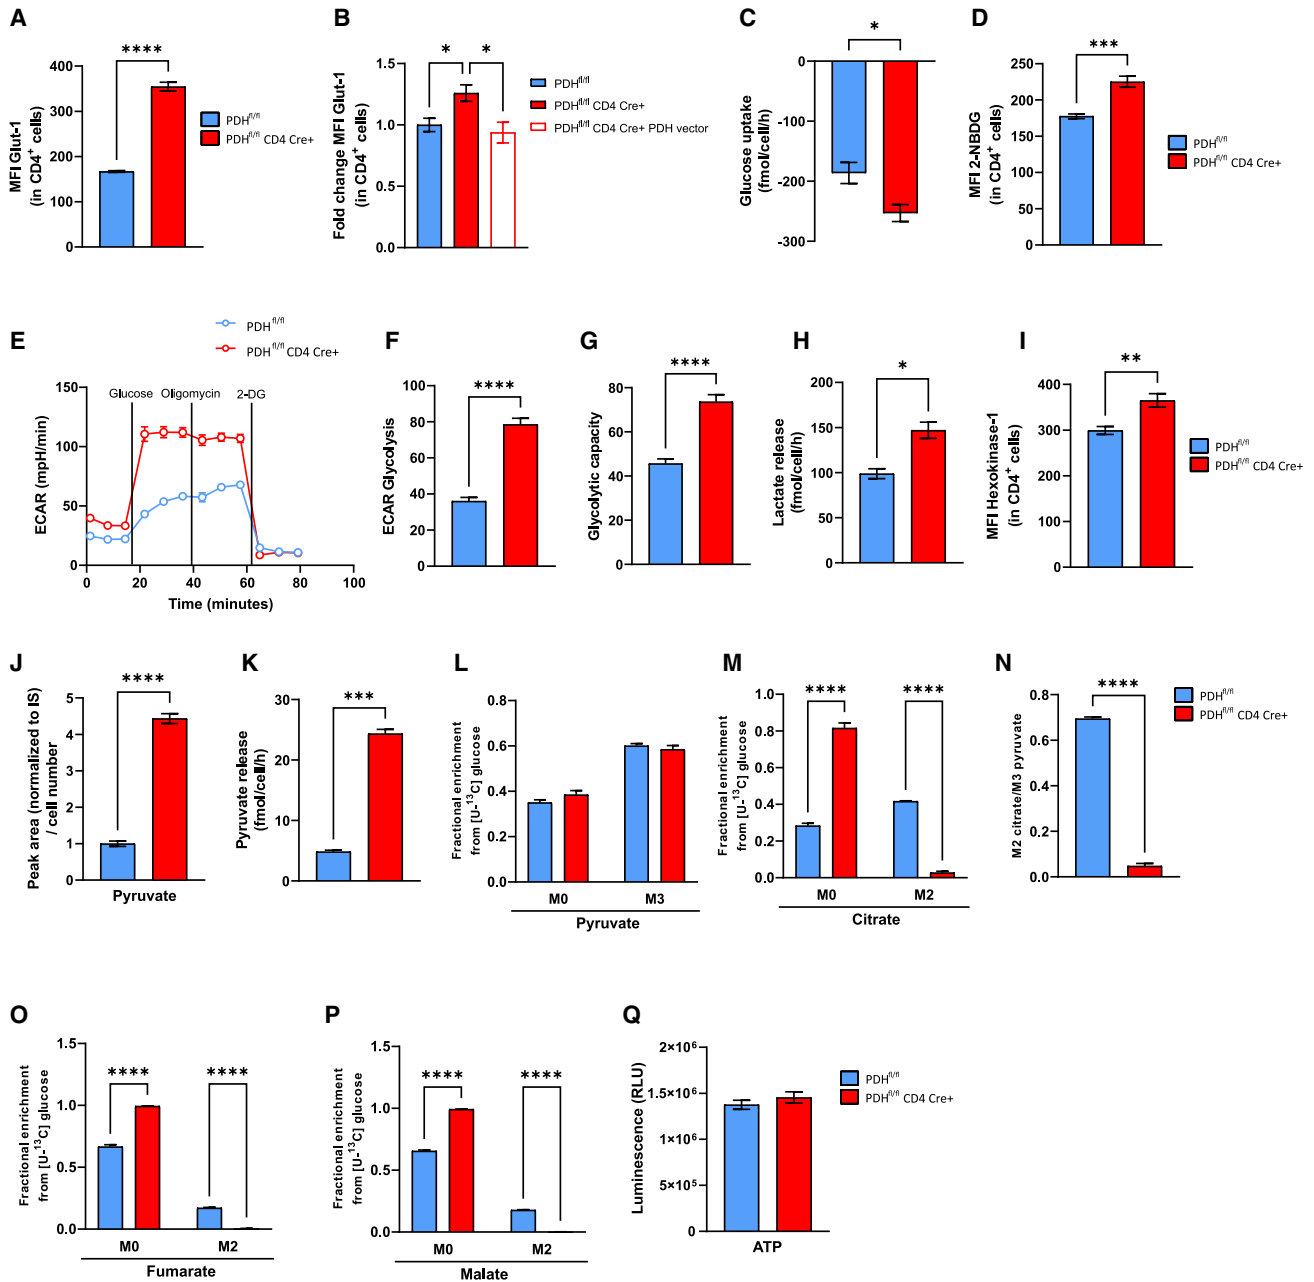 A
MFI Glut-1
(in CD4+ cells)
400
300
200
100
0
****
PDHfl/fl
PDHfl/fl CD4 Cre+
B
Fold change MFI Glut-1
(in CD4+ cells)
1.5
1.0
0.5
0.0
*
*
PDHfl/fl
PDHfl/fl CD4 Cre+
PDHfl/fl CD4 Cre+ PDH vector
C
Glucose uptake
(fmol/cell/h)
0
-100
-200
-300
*
D
MFI 2-NBDG
(in CD4+ cells)
250
200
150
100
50
0
***
PDHfl/fl
PDHfl/fl CD4 Cre+
E
PDH fl/fl
PDH fl/fl CD4 Cre+
ECAR (mpH/min)
150
100
50
0
Glucose Oligomycin 2-DG
0 20 40 60 80 100
Time (minutes)
F
ECAR Glycolysis
100
80
60
40
20
0
****
G
Glycolytic capacity
80
60
40
20
0
****
H
Lactate release
(fmol/cell/h)
200
150
100
50
0
*
I
MFI Hexokinase-1
(in CD4+ cells)
400
300
200
100
0
**
PDHfl/fl
PDHfl/fl CD4 Cre+
J
Peak area (normalized to IS)
/ cell number
5
4
3
2
1
0
****
Pyruvate
K
Pyruvate release
(fmol/cell/h)
30
20
10
0
***
L
Fractional enrichment
from [U-13C] glucose
0.8
0.6
0.4
0.2
0.0
M0 M3
Pyruvate
M
Fractional enrichment
from [U-13C] glucose
1.0
0.8
0.6
0.4
0.2
0.0
**** ****
M0 M2
Citrate
N
M2 citrate/M3 pyruvate
0.8
0.6
0.4
0.2
0.0
****
PDHfl/fl
PDHfl/fl CD4 Cre+
O
Fractional enrichment
from [U-13C] glucose
1.5
1.0
0.5
0.0
**** ****
M0 M2
Fumarate
P
Fractional enrichment
from [U-13C] glucose
1.5
1.0
0.5
0.0
**** ****
M0 M2
Malate
Q
Luminescence (RLU)
2×10^6
1.5×10^6
1×10^6
5×10^5
0
ATP
PDHfl/fl
PDHfl/fl CD4 Cre+